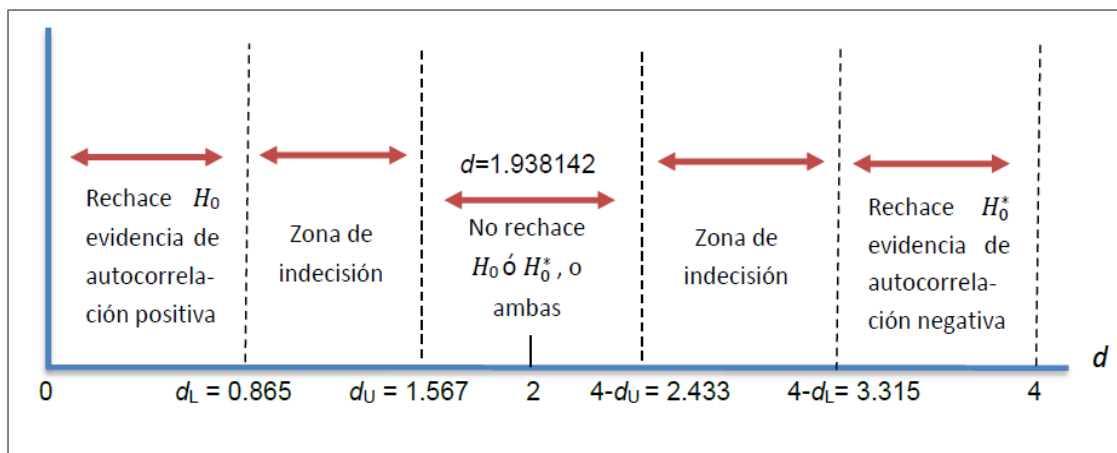 d=1.938142
Rechace H₀
evidencia de
autocorrela-
ción positiva
Zona de
indecisión
No rechace
H₀ ó H₀*, o
ambas
Zona de
indecisión
Rechace H₀*
evidencia de
autocorrela-
ción negativa
d
0 dL = 0.865 dU = 1.567 2 4-dU = 2.433 4-dL= 3.315 4